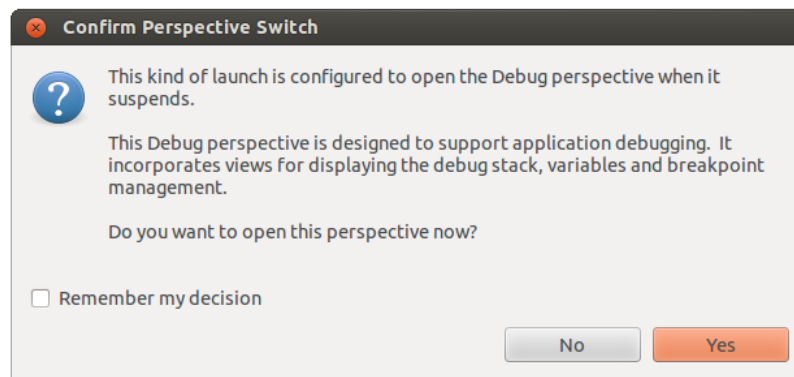 Confirm Perspective Switch
This kind of launch is configured to open the Debug perspective when it
suspends.
This Debug perspective is designed to support application debugging.  It
incorporates views for displaying the debug stack, variables and breakpoint
management.
Do you want to open this perspective now?
Remember my decision
No
Yes